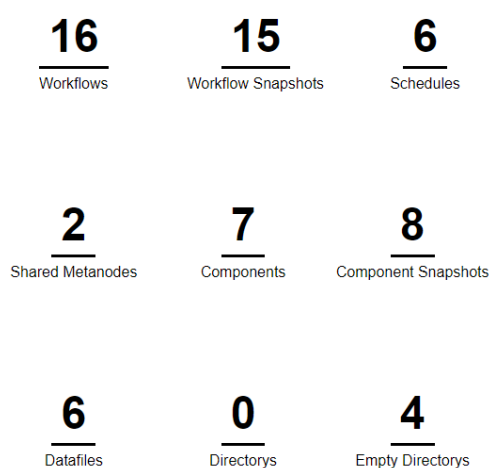 16 15 6
Workflows Workflow Snapshots Schedules
2 7 8
Shared Metanodes Components Component Snapshots
6 0 4
Datafiles Directorys Empty Directorys